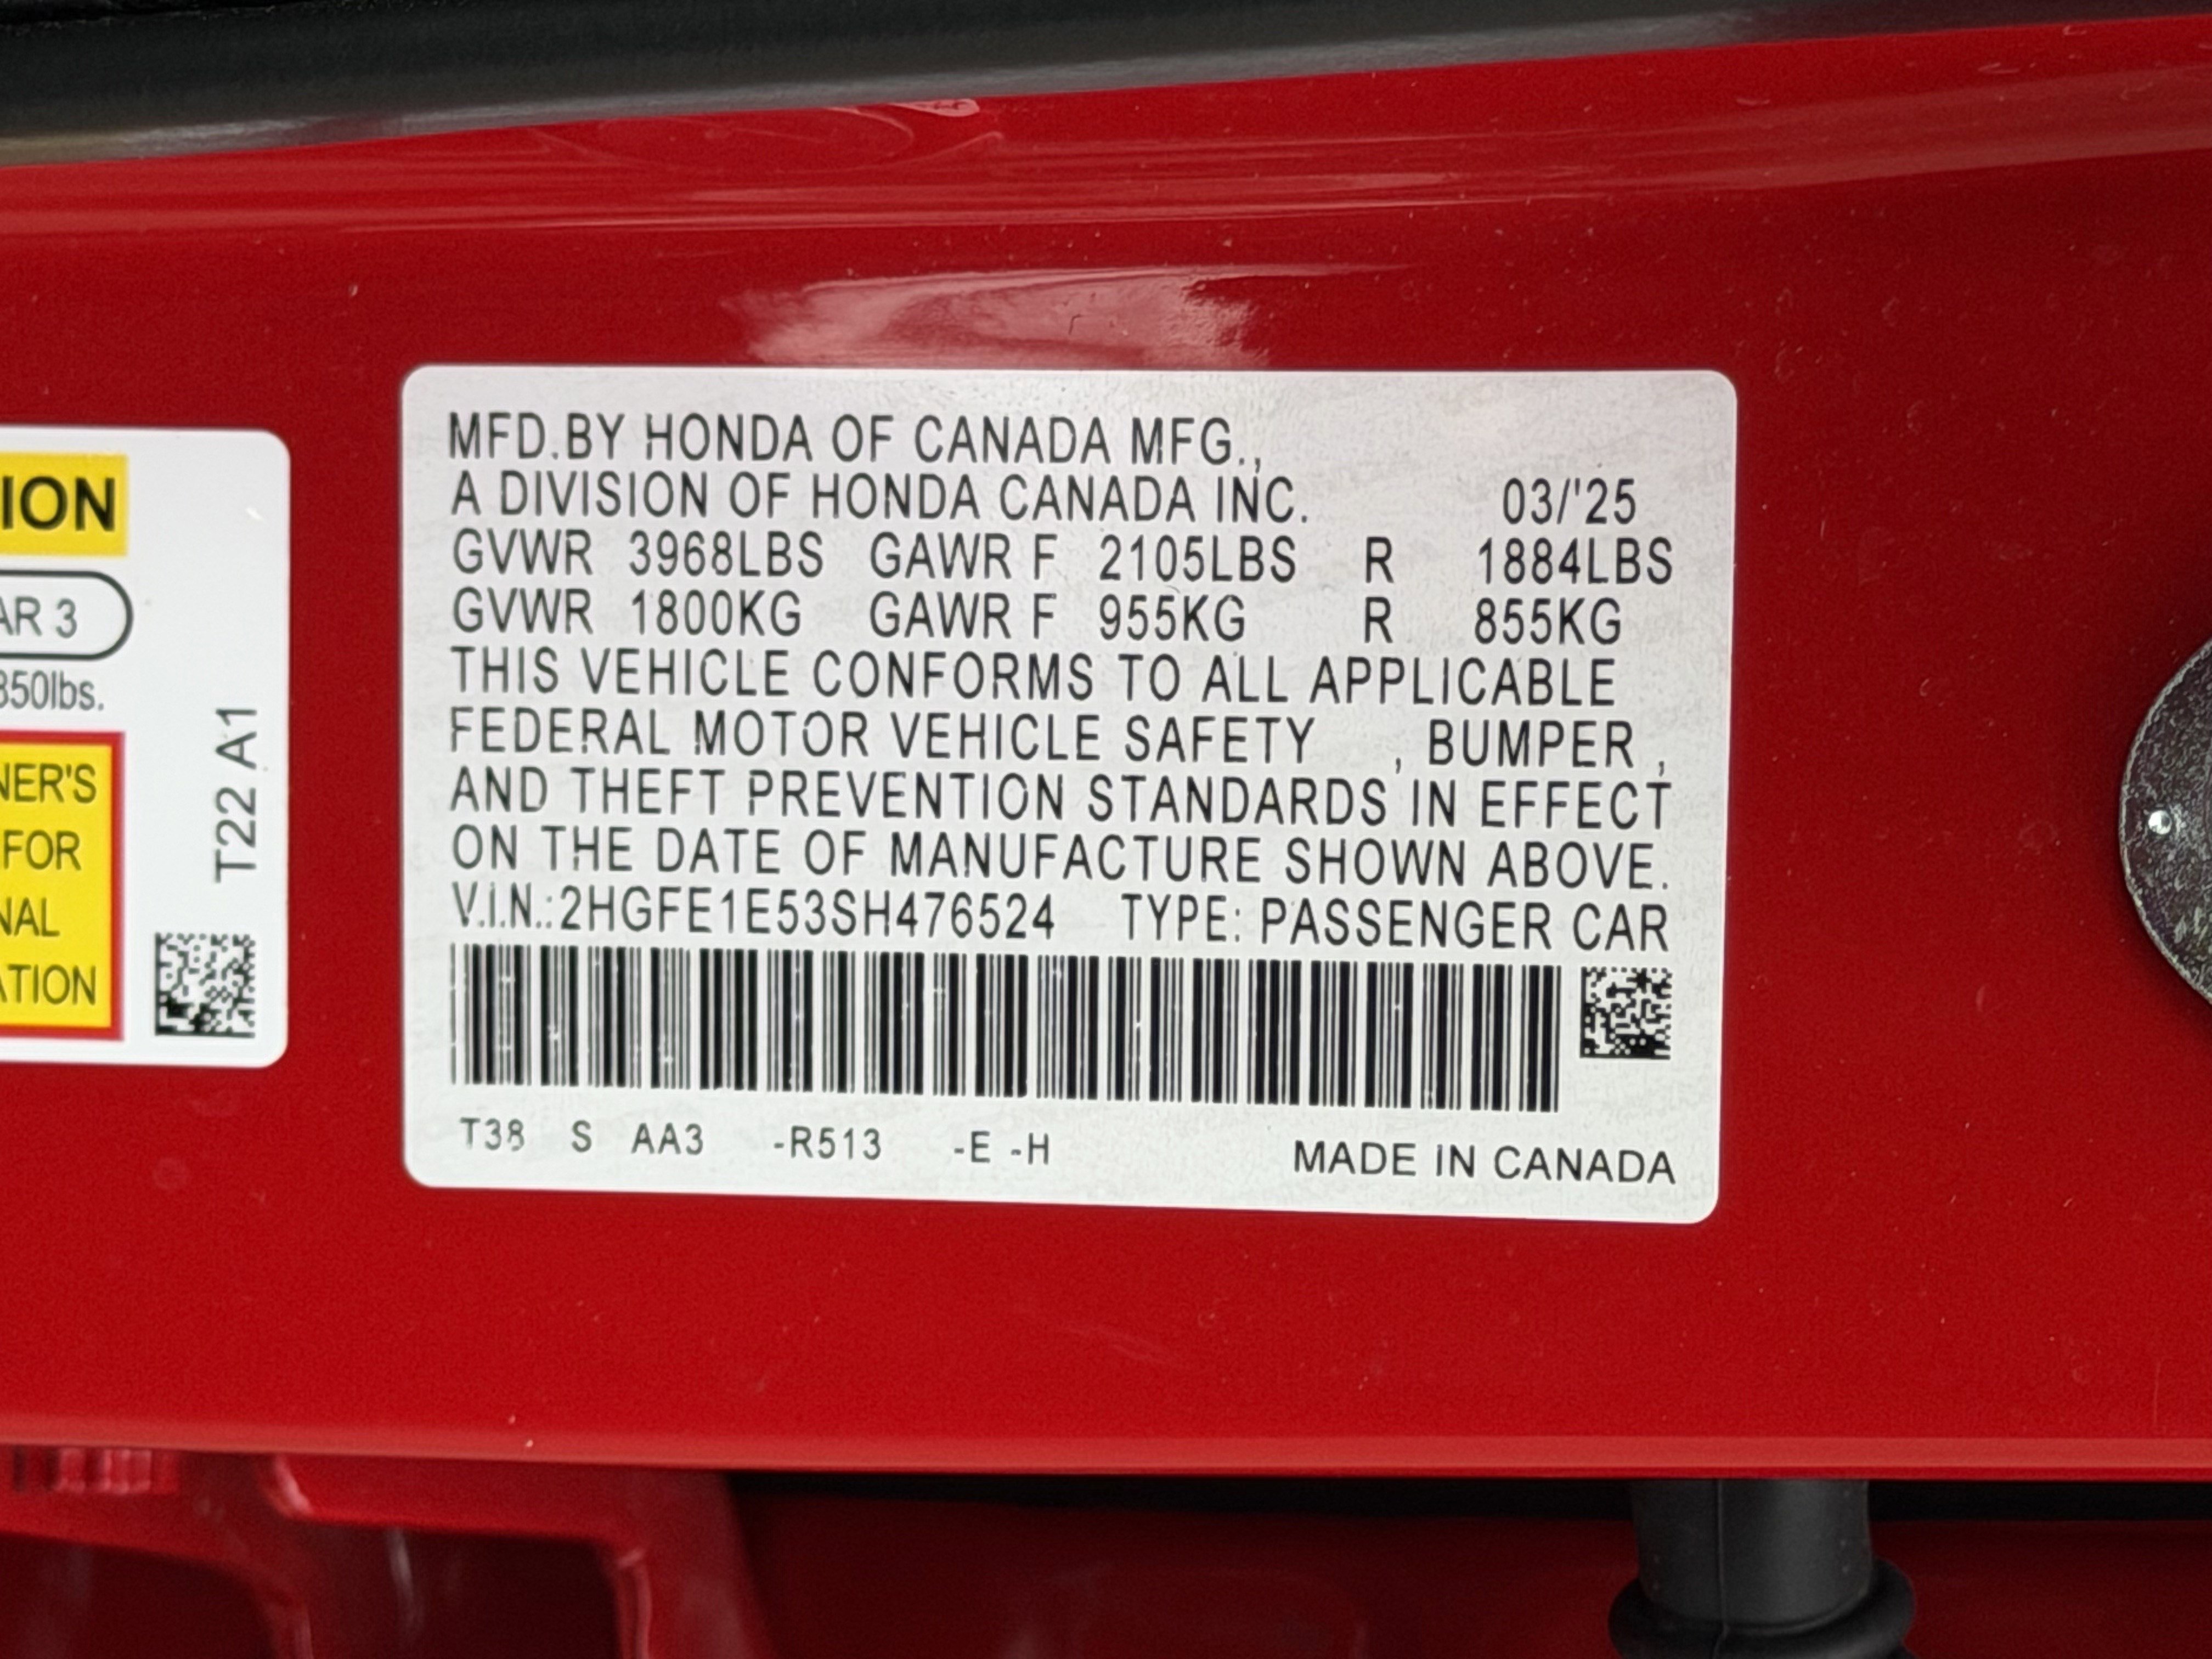 ION
AR 3
850lbs.
NER'S
FOR
NAL
ATION
T22 A1
MFD.BY HONDA OF CANADA MFG.,
A DIVISION OF HONDA CANADA INC. 03/'25
GVWR 3968LBS GAWR F 2105LBS R 1884LBS
GVWR 1800KG GAWR F 955KG R 855KG
THIS VEHICLE CONFORMS TO ALL APPLICABLE
FEDERAL MOTOR VEHICLE SAFETY , BUMPER ,
AND THEFT PREVENTION STANDARDS IN EFFECT
ON THE DATE OF MANUFACTURE SHOWN ABOVE.
V.I.N.:2HGFE1E53SH476524 TYPE: PASSENGER CAR
T38 S AA3 -R513 -E -H MADE IN CANADA